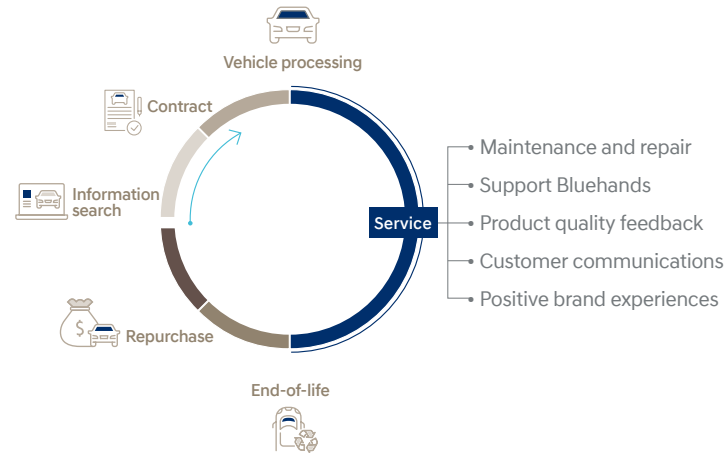 Vehicle processing
Contract
Information
search
Service
Maintenance and repair
Support Bluehands
Product quality feedback
Customer communications
Positive brand experiences
$
Repurchase
End-of-life